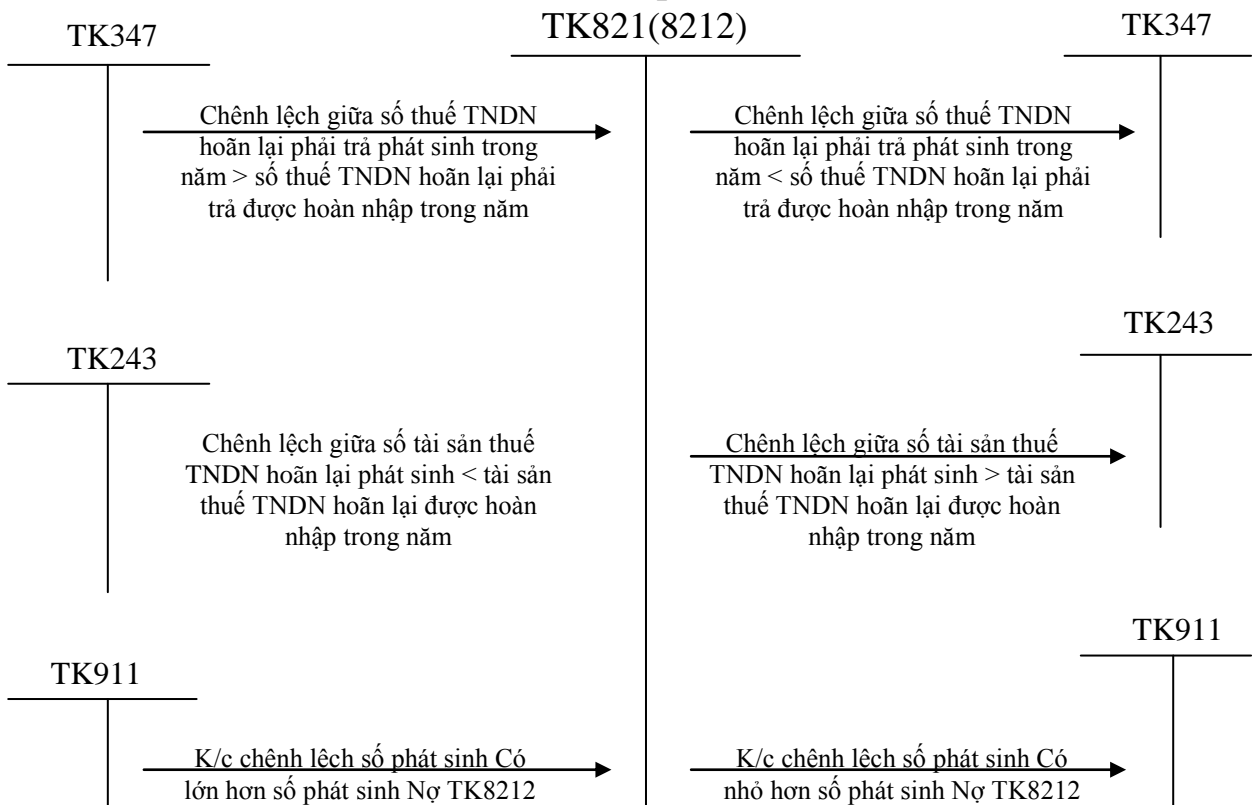 TK347
TK821(8212)
TK347
Chênh lệch giữa số thuế TNDN
hoãn lại phải trả phát sinh trong
năm > số thuế TNDN hoãn lại phải
trả được hoàn nhập trong năm
Chênh lệch giữa số thuế TNDN
hoãn lại phải trả phát sinh trong
năm < số thuế TNDN hoãn lại phải
trả được hoàn nhập trong năm
TK243
TK243
Chênh lệch giữa số tài sản thuế
TNDN hoãn lại phát sinh < tài sản
thuế TNDN hoãn lại được hoàn
nhập trong năm
Chênh lệch giữa số tài sản thuế
TNDN hoãn lại phát sinh > tài sản
thuế TNDN hoãn lại được hoàn
nhập trong năm
TK911
TK911
K/c chênh lệch số phát sinh Có
lớn hơn số phát sinh Nợ TK8212
K/c chênh lệch số phát sinh Có
nhỏ hơn số phát sinh Nợ TK8212